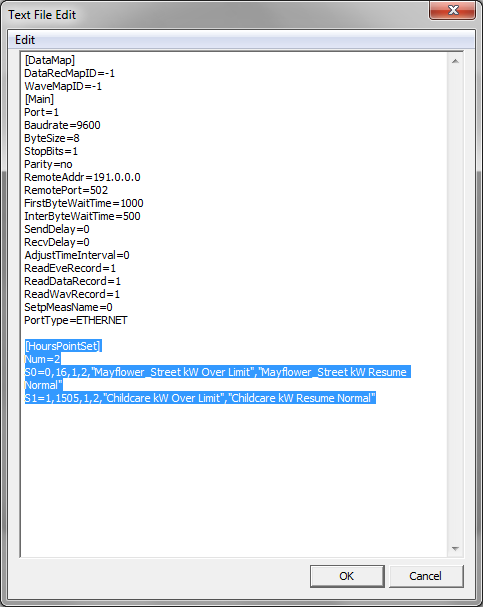 Text File Edit
Edit
[DataMap]
DataRecMapID=-1
WaveMapID=-1
[Main]
Port=1
Baudrate=9600
ByteSize=8
StopBits=1
Parity=no
RemoteAddr=191.0.0.0
RemotePort=502
FirstByteWaitTime=1000
InterByteWaitTime=500
SendDelay=0
RecvDelay=0
AdjustTimeInterval=0
ReadEveRecord=1
ReadDataRecord=1
ReadWavRecord=1
SetpMeasName=0
PortType=ETHERNET
[HoursPointSet]
Num=2
S0=0,16,1,2,"Mayflower_Street kW Over Limit","Mayflower_Street kW Resume
Normal"
S1=1,1505,1,2,"Childcare kW Over Limit","Childcare kW Resume Normal"
OK
Cancel